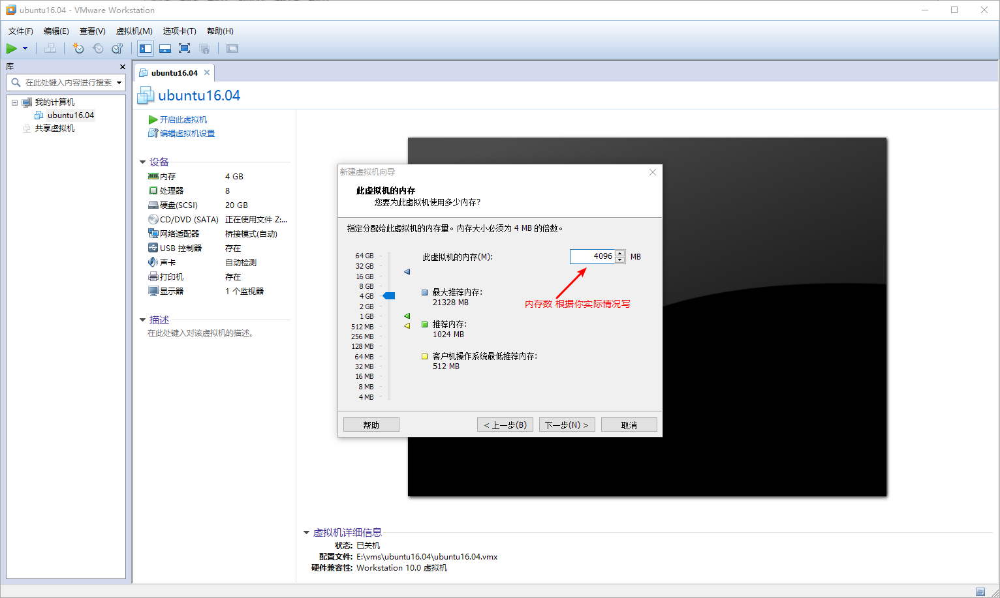 ubuntu16.04 - VMware Workstation
文件(F) 编辑(E) 查看(V) 虚拟机(M) 选项卡(T) 帮助(H)
库
在此处键入内容进行搜索
我的计算机
ubuntu16.04
共享虚拟机
ubuntu16.04
ubuntu16.04
开启此虚拟机
编辑虚拟机设置
设备
内存 4 GB
处理器 8
硬盘(SCSI) 20 GB
CD/DVD (SATA) 正在使用文件 Z:...
网络适配器 桥接模式(自动)
USB 控制器 存在
声卡 自动检测
打印机 存在
显示器 1 个监视器
描述
在此处键入对该虚拟机的描述。
新建虚拟机向导
此虚拟机的内存
您要为此虚拟机使用多少内存?
指定分配给此虚拟机的内存量。内存大小必须为 4 MB 的倍数。
64 GB
32 GB
16 GB
8 GB
4 GB
2 GB
1 GB
512 MB
256 MB
128 MB
64 MB
32 MB
16 MB
8 MB
4 MB
此虚拟机的内存(M): 4096 MB
最大推荐内存:
21328 MB
内存数 根据你实际情况写
推荐内存:
1024 MB
客户机操作系统最低推荐内存:
512 MB
帮助 < 上一步(B) 下一步(N) > 取消
虚拟机详细信息
状态: 已关机
配置文件: E:\vms\ubuntu16.04\ubuntu16.04.vmx
硬件兼容性: Workstation 10.0 虚拟机